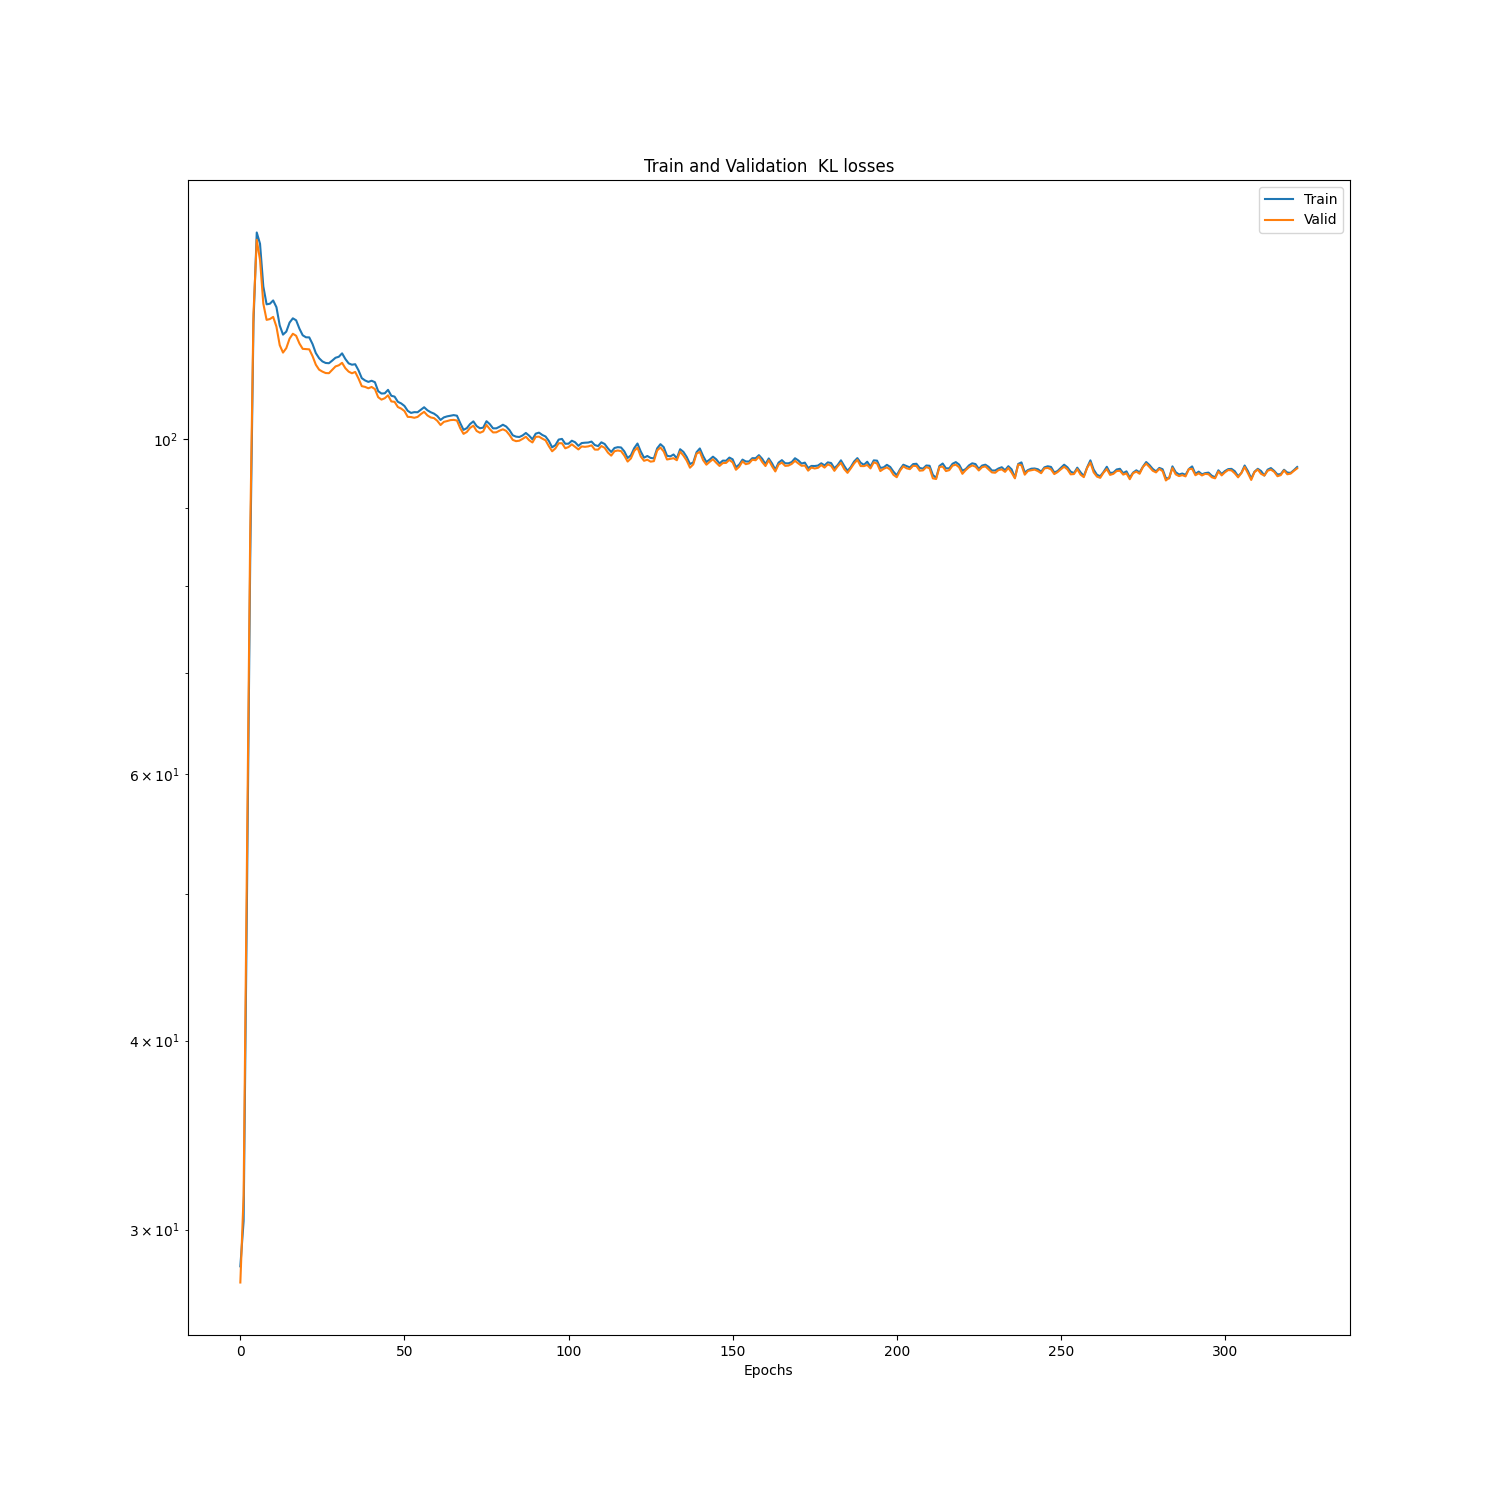 Train and Validation  KL losses
Train
Valid
10²
6 × 10¹
4 × 10¹
3 × 10¹
0 50 100 150 200 250 300
Epochs